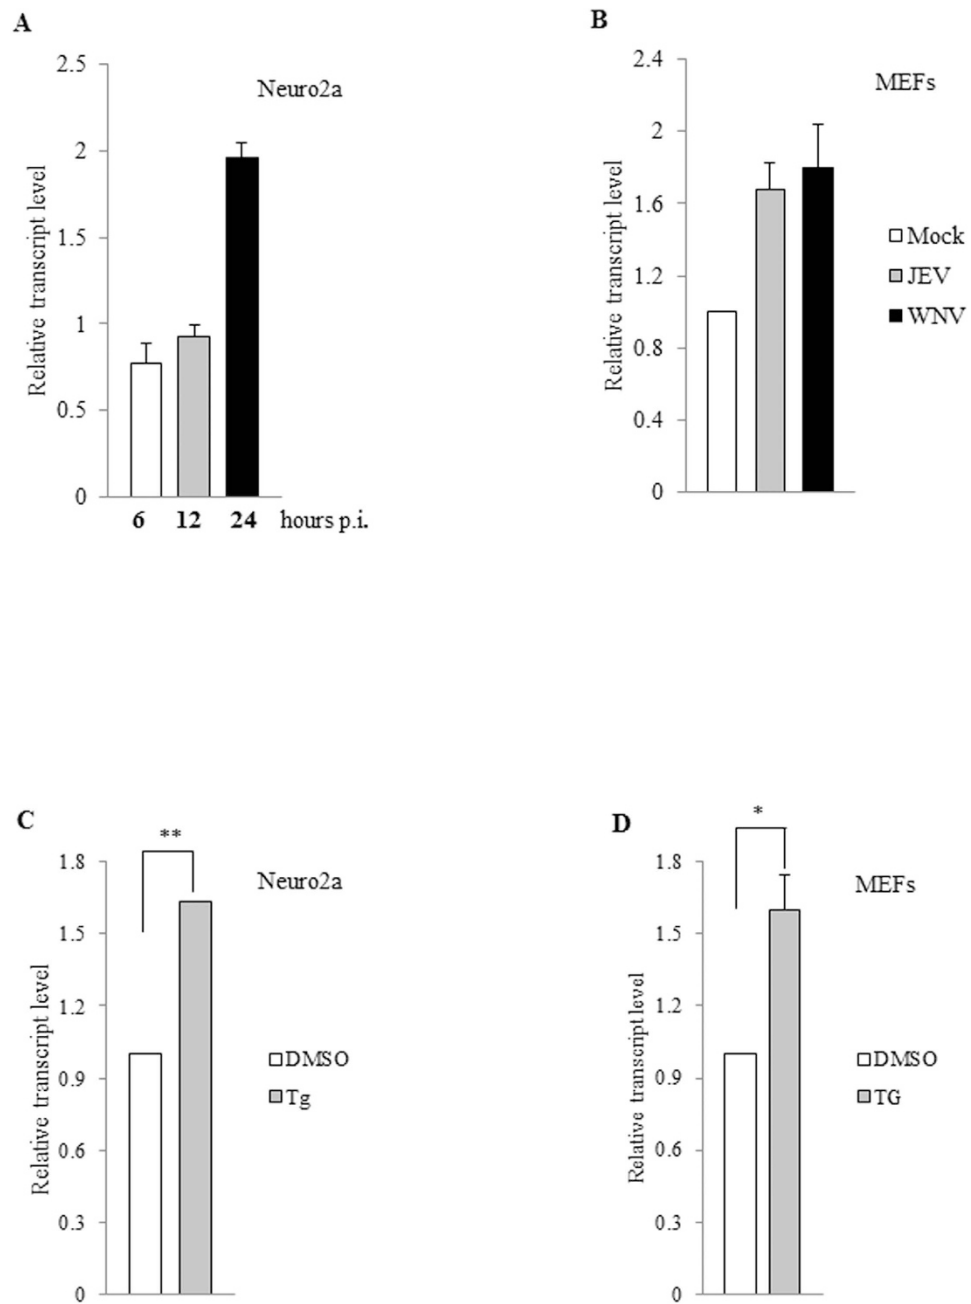 A
Neuro2a
Relative transcript level
2.5
2
1.5
1
0.5
0
6 12 24 hours p.i.
B
MEFs
Relative transcript level
2.4
2
1.6
1.2
0.8
0.4
0
Mock
JEV
WNV
C
**
Neuro2a
Relative transcript level
1.8
1.5
1.2
0.9
0.6
0.3
0
DMSO
Tg
D
*
MEFs
Relative transcript level
1.8
1.5
1.2
0.9
0.6
0.3
0
DMSO
TG